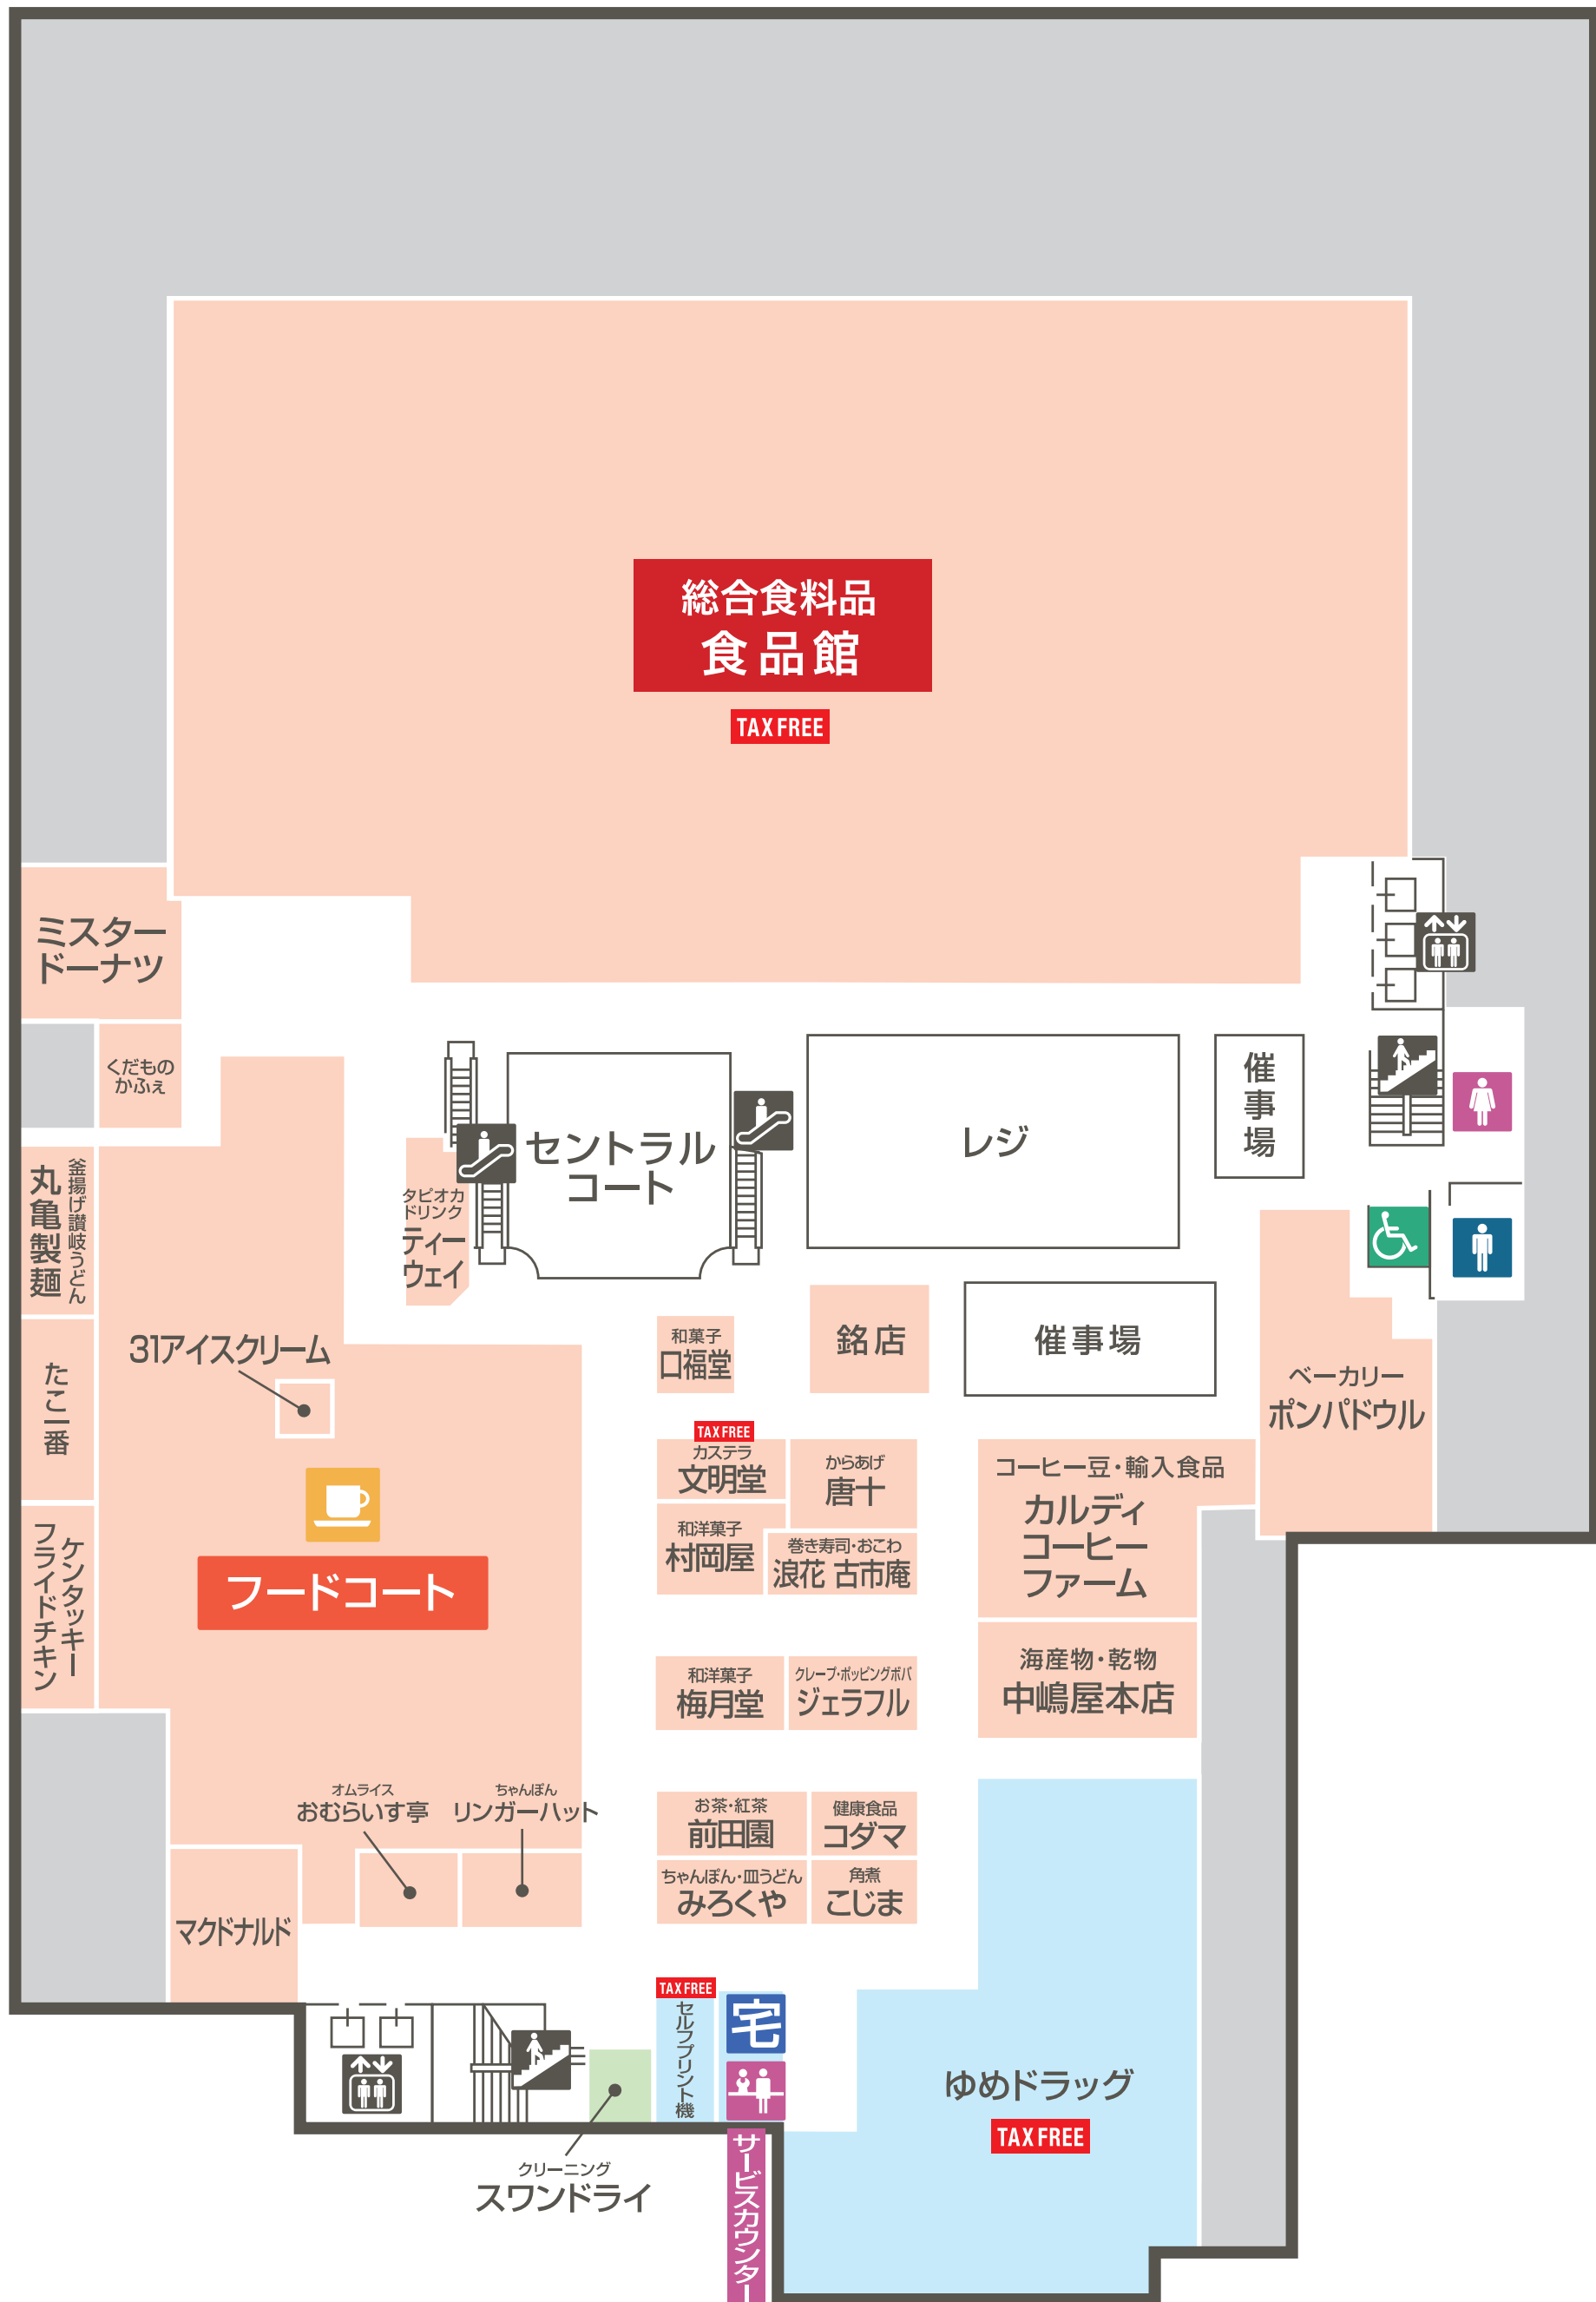 総合食料品
食品館
TAX FREE
ミスター
ドーナツ
くだもの
かふぇ
釜揚げ讃岐うどん
丸亀製麺
たこ一番
ケンタッキー
フライドチキン
31アイスクリーム
フードコート
タピオカ
ドリンク
ティー
ウェイ
セントラル
コート
レジ
催事場
催事場
銘店
和菓子
口福堂
TAX FREE
カステラ
文明堂
からあげ
唐十
和洋菓子
村岡屋
巻き寿司・おこわ
浪花 古市庵
ベーカリー
ポンパドウル
コーヒー豆・輸入食品
カルディ
コーヒー
ファーム
海産物・乾物
中嶋屋本店
和洋菓子
梅月堂
クレープ・ポッピングボバ
ジェラフル
オムライス
おむらいす亭
ちゃんぽん
リンガーハット
マクドナルド
お茶・紅茶
前田園
健康食品
コダマ
ちゃんぽん・皿うどん
みろくや
角煮
こじま
TAX FREE
セルフプリント機
宅
サービスカウンター
クリーニング
スワンドライ
ゆめドラッグ
TAX FREE